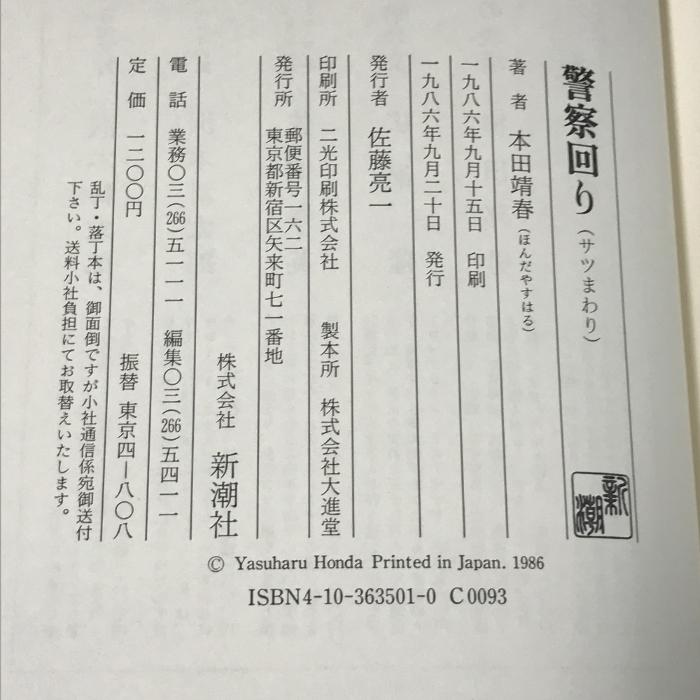 警察回り(サツまわり)
新潮
著者 本田靖春(ほんだやすはる)
一九八六年九月十五日 印刷
一九八六年九月二十日 発行
発行者 佐藤亮一
印刷所 二光印刷株式会社 製本所 株式会社大進堂
発行所 郵便番号一六二
東京都新宿区矢来町七一番地
株式会社 新潮社
電話 業務〇三(266)五一一一 編集〇三(266)五四一一
定価 一二〇〇円 振替 東京四―八〇八
乱丁・落丁本は、御面倒ですが小社通信係宛御送付
下さい。送料小社負担にてお取替えいたします。
© Yasuharu Honda Printed in Japan. 1986
ISBN4-10-363501-0 C0093